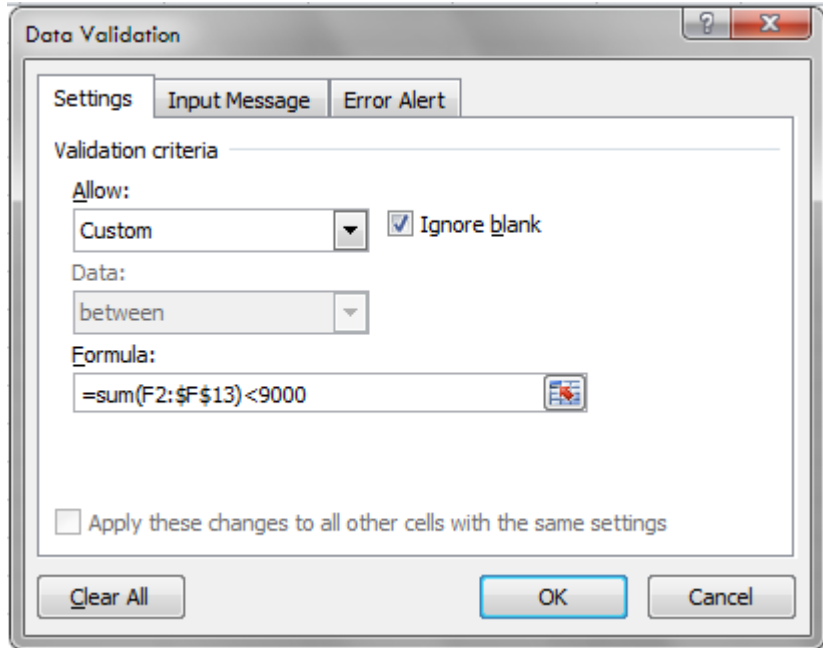 Data Validation
?
Settings
Input Message
Error Alert
Validation criteria
Allow:
Custom
Ignore blank
Data:
between
Formula:
=sum(F2:$F$13)<9000
Apply these changes to all other cells with the same settings
Clear All
OK
Cancel